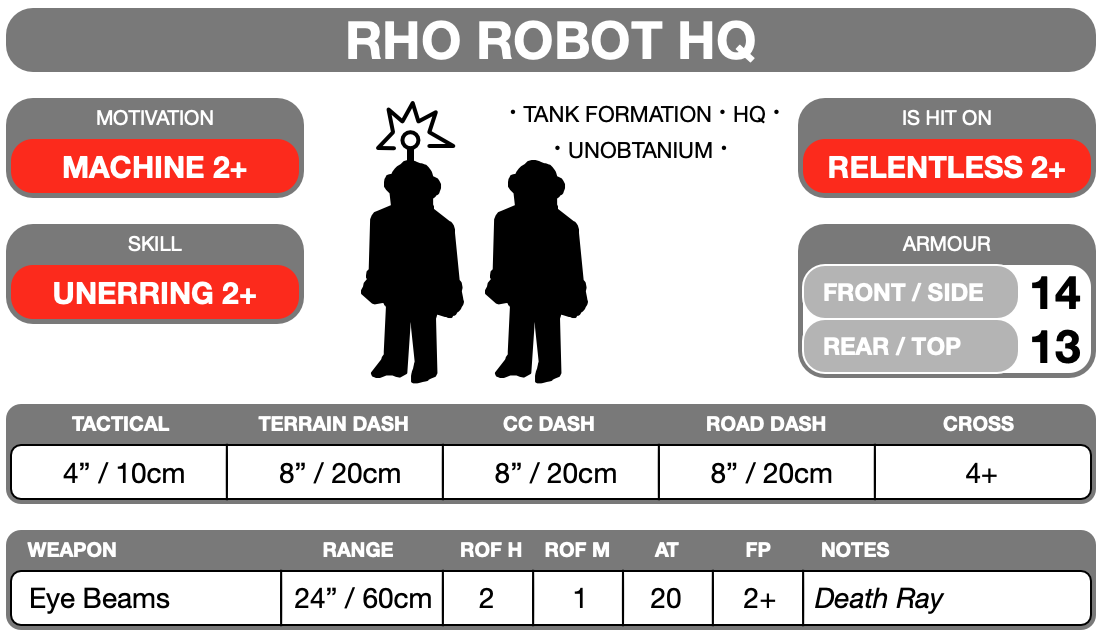 RHO ROBOT HQ
MOTIVATION
MACHINE 2+
SKILL
UNERRING 2+
• TANK FORMATION • HQ •
• UNOBTANIUM •
IS HIT ON
RELENTLESS 2+
ARMOUR
FRONT / SIDE 14
REAR / TOP 13
TACTICAL TERRAIN DASH CC DASH ROAD DASH CROSS
4” / 10cm 8” / 20cm 8” / 20cm 8” / 20cm 4+
WEAPON RANGE ROF H ROF M AT FP NOTES
Eye Beams 24” / 60cm 2 1 20 2+ Death Ray